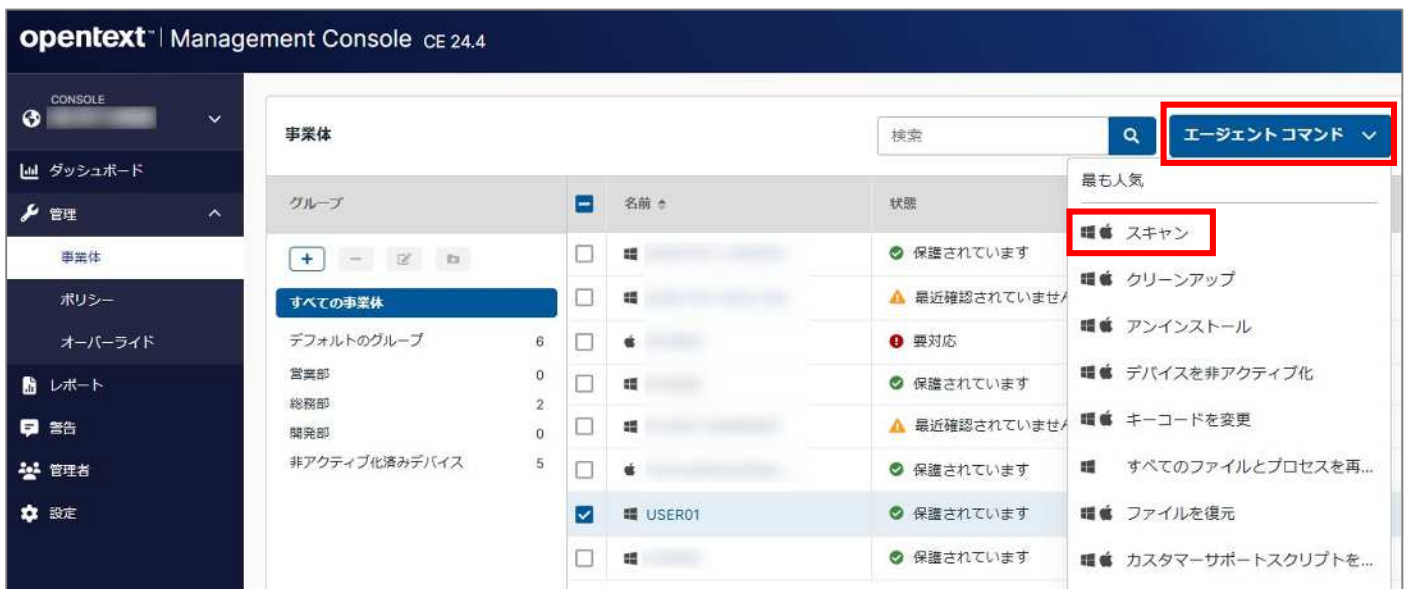 opentext™ | Management Console CE 24.4
CONSOLE
ダッシュボード
管理
事業体
ポリシー
オーバーライド
レポート
警告
管理者
設定
事業体
検索
エージェントコマンド
グループ
名前
状態
すべての事業体
デフォルトのグループ 6
営業部 0
総務部 2
開発部 0
非アクティブ化済みデバイス 5
保護されています
最近確認されていません
要対応
保護されています
最近確認されていません
保護されています
USER01 保護されています
保護されています
最も人気
スキャン
クリーンアップ
アンインストール
デバイスを非アクティブ化
キーコードを変更
すべてのファイルとプロセスを再...
ファイルを復元
カスタマーサポートスクリプトを...